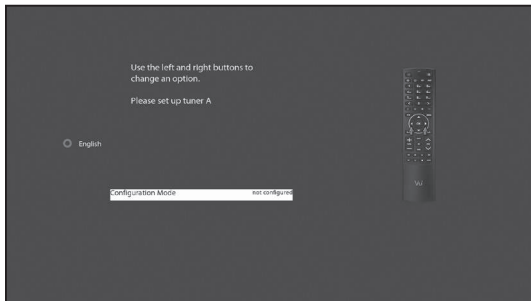 Use the left and right buttons to
change an option.
Please set up tuner A
English
Configuration Mode not configured